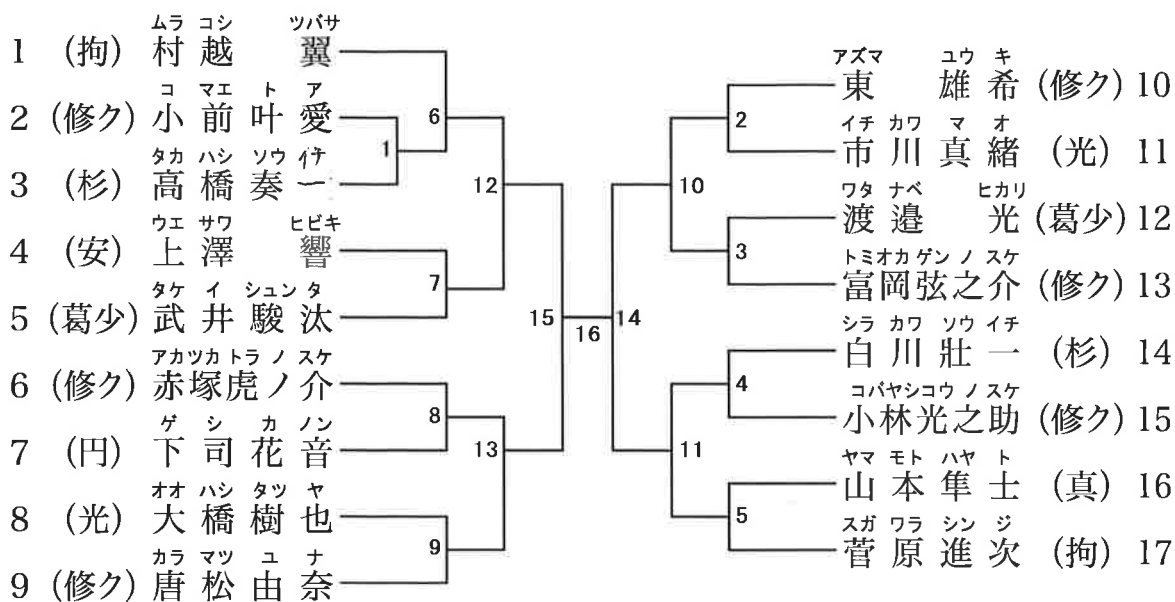 ムラ コシ ツバサ
1 (拘) 村越 翼
コ マエ ト ア
2 (修ク) 小前叶愛
タカ ハシ ソウ イチ
3 (杉) 高橋奏一
ウエ サワ ヒビキ
4 (安) 上澤 響
タケ イ シュン タ
5 (葛少) 武井駿汰
アカツカ トラ ノ スケ
6 (修ク) 赤塚虎ノ介
ゲ シ カ ノン
7 (円) 下司花音
オオ ハシ タツ ヤ
8 (光) 大橋樹也
カラ マツ ユ ナ
9 (修ク) 唐松由奈
1
6
7
12
8
9
13
15
16
14
10
2
3
11
4
5
アズマ ユウ キ
東 雄希 (修ク) 10
イチ カワ マ オ
市川真緒 (光) 11
ワタ ナベ ヒカリ
渡邉 光 (葛少) 12
トミオカ ゲン ノ スケ
富岡弦之介 (修ク) 13
シラ カワ ソウ イチ
白川壯一 (杉) 14
コバヤシコウ ノ スケ
小林光之助 (修ク) 15
ヤマ モト ハヤ ト
山本隼士 (真) 16
スガ ワラ シン ジ
菅原進次 (拘) 17